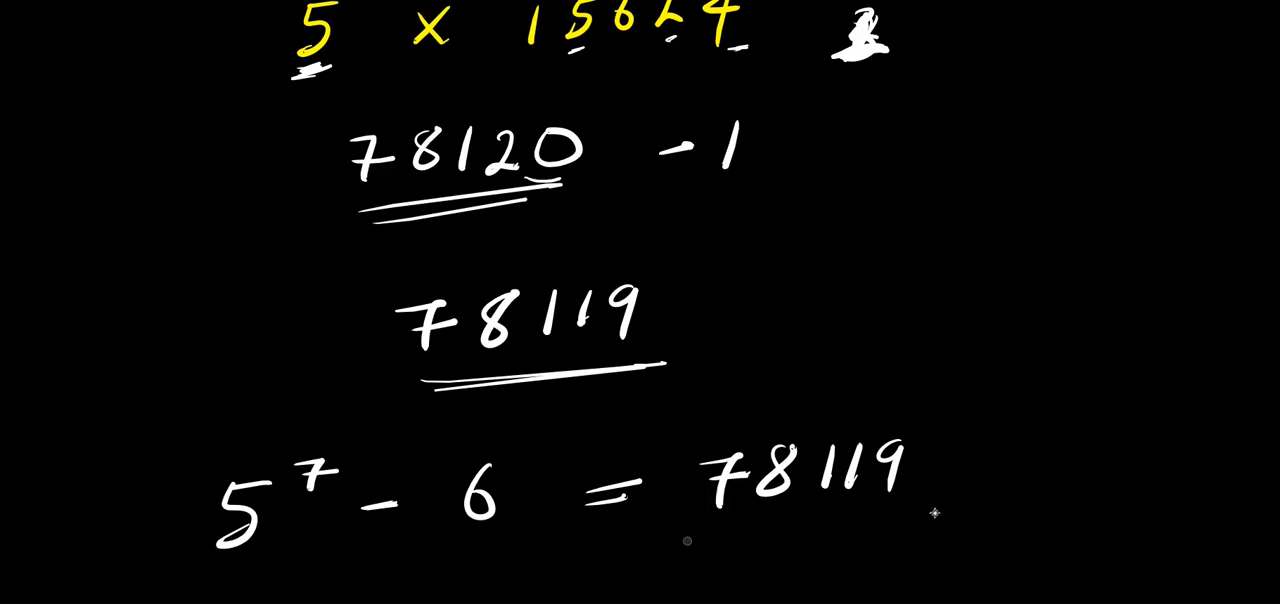 5 × 15624
78120 - 1
78119
5⁷ - 6 = 78119